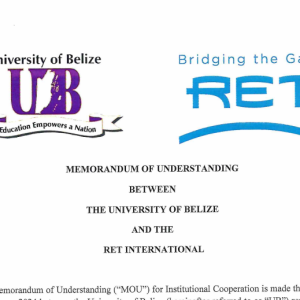 niversity of Belize
Bridging the Ga
UB
RET
Education Empowers a Nation
MEMORANDUM OF UNDERSTANDING
BETWEEN
THE UNIVERSITY OF BELIZE
AND THE
RET INTERNATIONAL
emorandum of Understanding (“MOU”) for Institutional Cooperation is made th